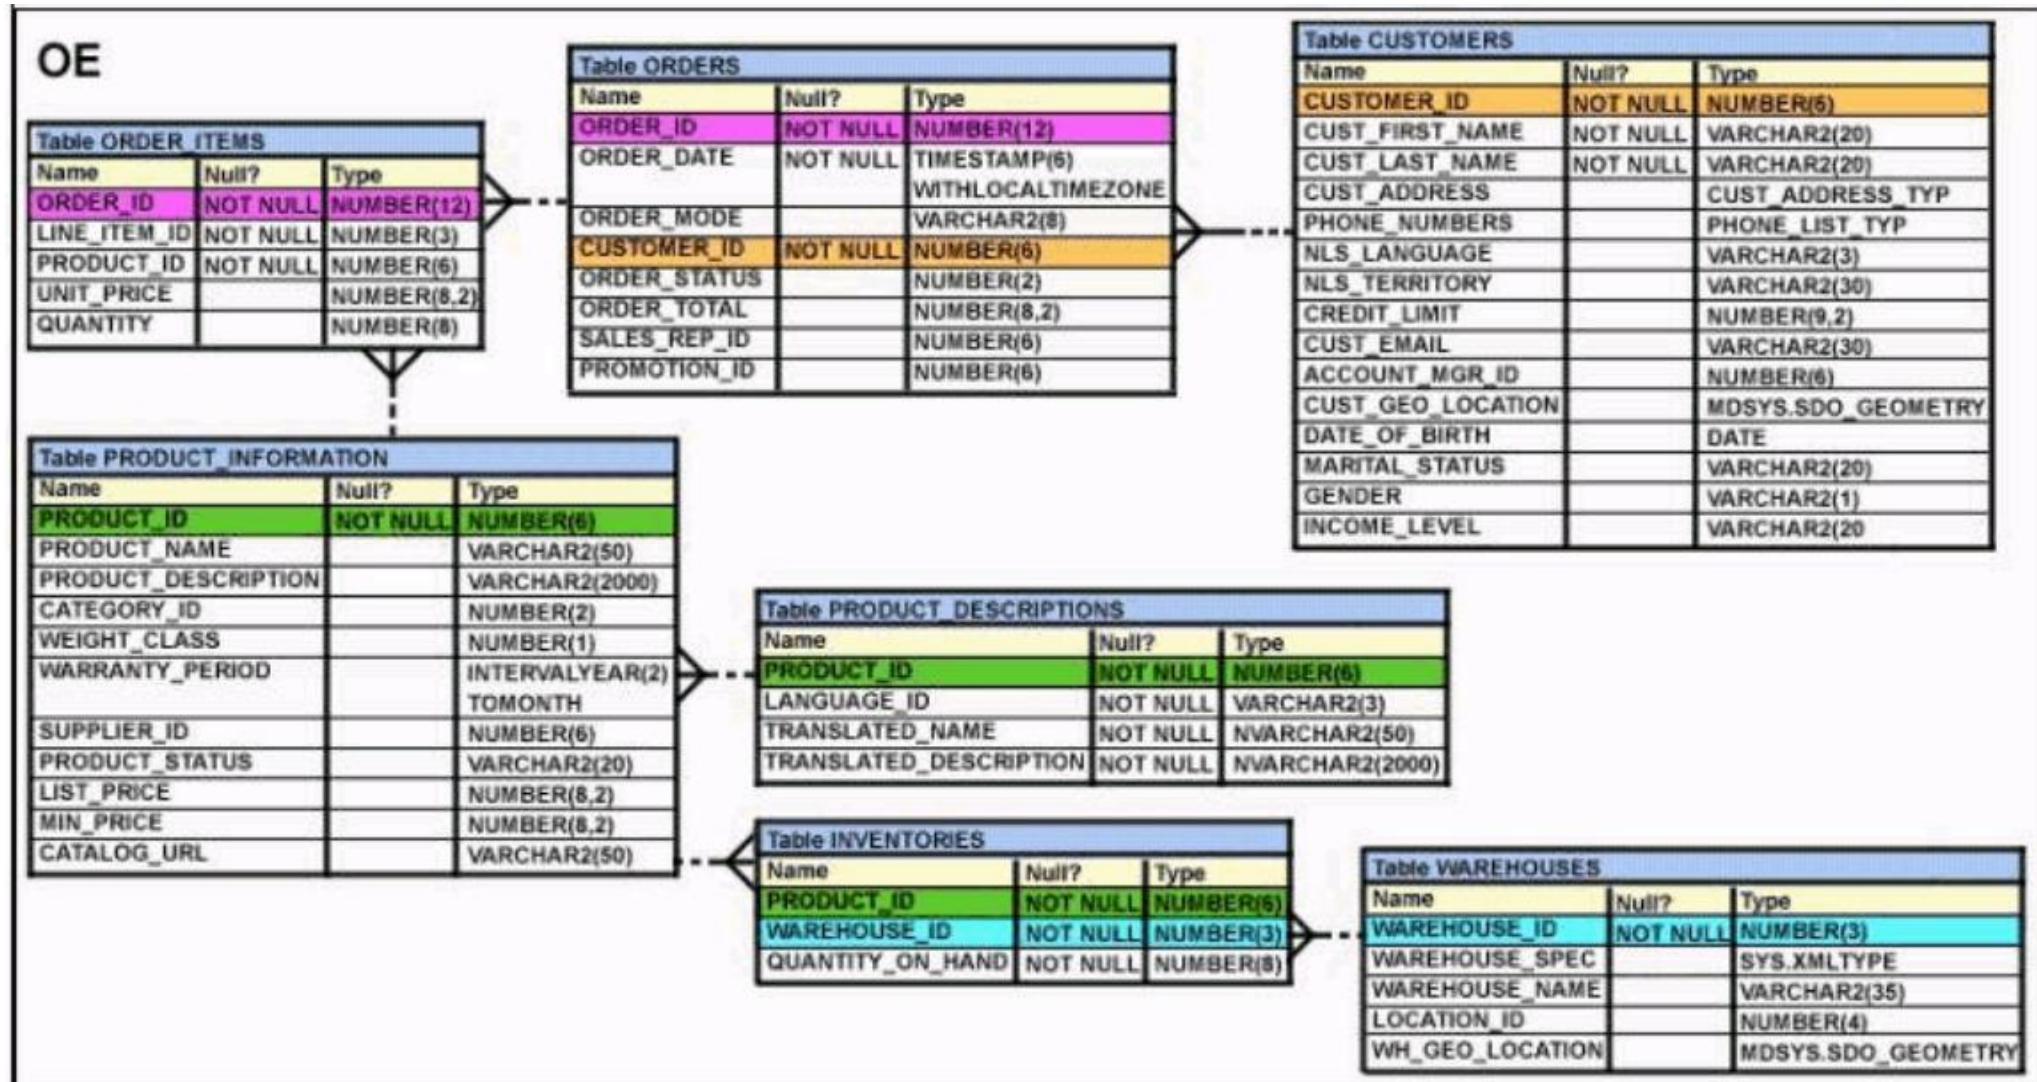 OE
Table ORDER_ITEMS
Name Null? Type
ORDER_ID NOT NULL NUMBER(12)
LINE_ITEM_ID NOT NULL NUMBER(3)
PRODUCT_ID NOT NULL NUMBER(6)
UNIT_PRICE NUMBER(8,2)
QUANTITY NUMBER(8)
Table ORDERS
Name Null? Type
ORDER_ID NOT NULL NUMBER(12)
ORDER_DATE NOT NULL TIMESTAMP(6)
WITHLOCALTIMEZONE
ORDER_MODE VARCHAR2(8)
CUSTOMER_ID NOT NULL NUMBER(6)
ORDER_STATUS NUMBER(2)
ORDER_TOTAL NUMBER(8,2)
SALES_REP_ID NUMBER(6)
PROMOTION_ID NUMBER(6)
Table CUSTOMERS
Name Null? Type
CUSTOMER_ID NOT NULL NUMBER(6)
CUST_FIRST_NAME NOT NULL VARCHAR2(20)
CUST_LAST_NAME NOT NULL VARCHAR2(20)
CUST_ADDRESS CUST_ADDRESS_TYP
PHONE_NUMBERS PHONE_LIST_TYP
NLS_LANGUAGE VARCHAR2(3)
NLS_TERRITORY VARCHAR2(30)
CREDIT_LIMIT NUMBER(9,2)
CUST_EMAIL VARCHAR2(30)
ACCOUNT_MGR_ID NUMBER(6)
CUST_GEO_LOCATION MDSYS.SDO_GEOMETRY
DATE_OF_BIRTH DATE
MARITAL_STATUS VARCHAR2(20)
GENDER VARCHAR2(1)
INCOME_LEVEL VARCHAR2(20
Table PRODUCT_INFORMATION
Name Null? Type
PRODUCT_ID NOT NULL NUMBER(6)
PRODUCT_NAME VARCHAR2(50)
PRODUCT_DESCRIPTION VARCHAR2(2000)
CATEGORY_ID NUMBER(2)
WEIGHT_CLASS NUMBER(1)
WARRANTY_PERIOD INTERVALYEAR(2)
TOMONTH
SUPPLIER_ID NUMBER(6)
PRODUCT_STATUS VARCHAR2(20)
LIST_PRICE NUMBER(8,2)
MIN_PRICE NUMBER(8,2)
CATALOG_URL VARCHAR2(50)
Table PRODUCT_DESCRIPTIONS
Name Null? Type
PRODUCT_ID NOT NULL NUMBER(6)
LANGUAGE_ID NOT NULL VARCHAR2(3)
TRANSLATED_NAME NOT NULL NVARCHAR2(50)
TRANSLATED_DESCRIPTION NOT NULL NVARCHAR2(2000)
Table INVENTORIES
Name Null? Type
PRODUCT_ID NOT NULL NUMBER(6)
WAREHOUSE_ID NOT NULL NUMBER(3)
QUANTITY_ON_HAND NOT NULL NUMBER(8)
Table WAREHOUSES
Name Null? Type
WAREHOUSE_ID NOT NULL NUMBER(3)
WAREHOUSE_SPEC SYS.XMLTYPE
WAREHOUSE_NAME VARCHAR2(35)
LOCATION_ID NUMBER(4)
WH_GEO_LOCATION MDSYS.SDO_GEOMETRY